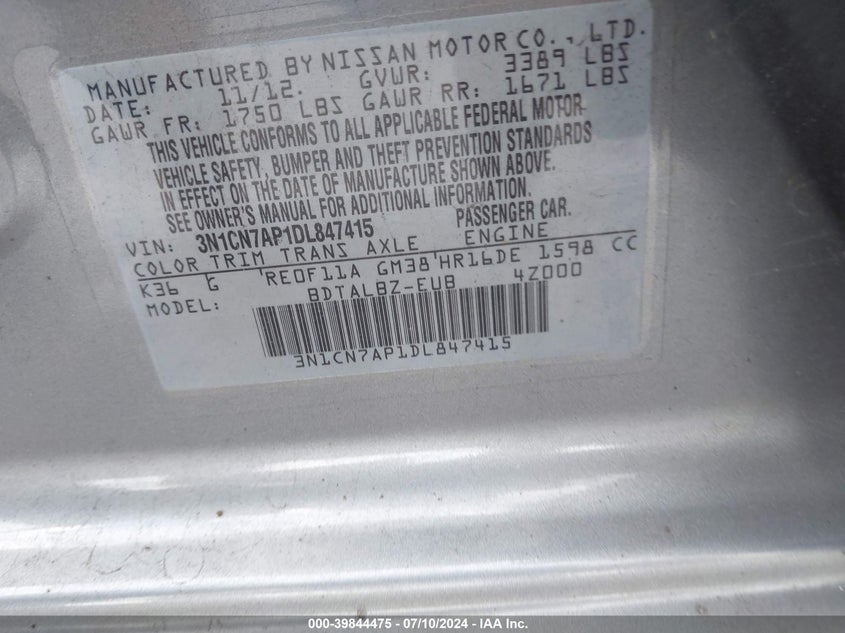 MANUFACTURED BY NISSAN MOTOR CO., LTD.
DATE: 11/12. GVWR: 3389 LBS
GAWR FR: 1750 LBS GAWR RR: 1671 LBS
THIS VEHICLE CONFORMS TO ALL APPLICABLE FEDERAL MOTOR
VEHICLE SAFETY, BUMPER AND THEFT PREVENTION STANDARDS
IN EFFECT ON THE DATE OF MANUFACTURE SHOWN ABOVE.
SEE OWNER'S MANUAL FOR ADDITIONAL INFORMATION.
VIN: 3N1CN7AP1DL847415 PASSENGER CAR.
COLOR TRIM TRANS AXLE ENGINE
K36 G RE0F11A GM38 HR16DE 1598 CC
MODEL: BDTALBZ-EUB 4Z000
3N1CN7AP1DL847415
000-39844475 / 07/10/2024 - IAA Inc.